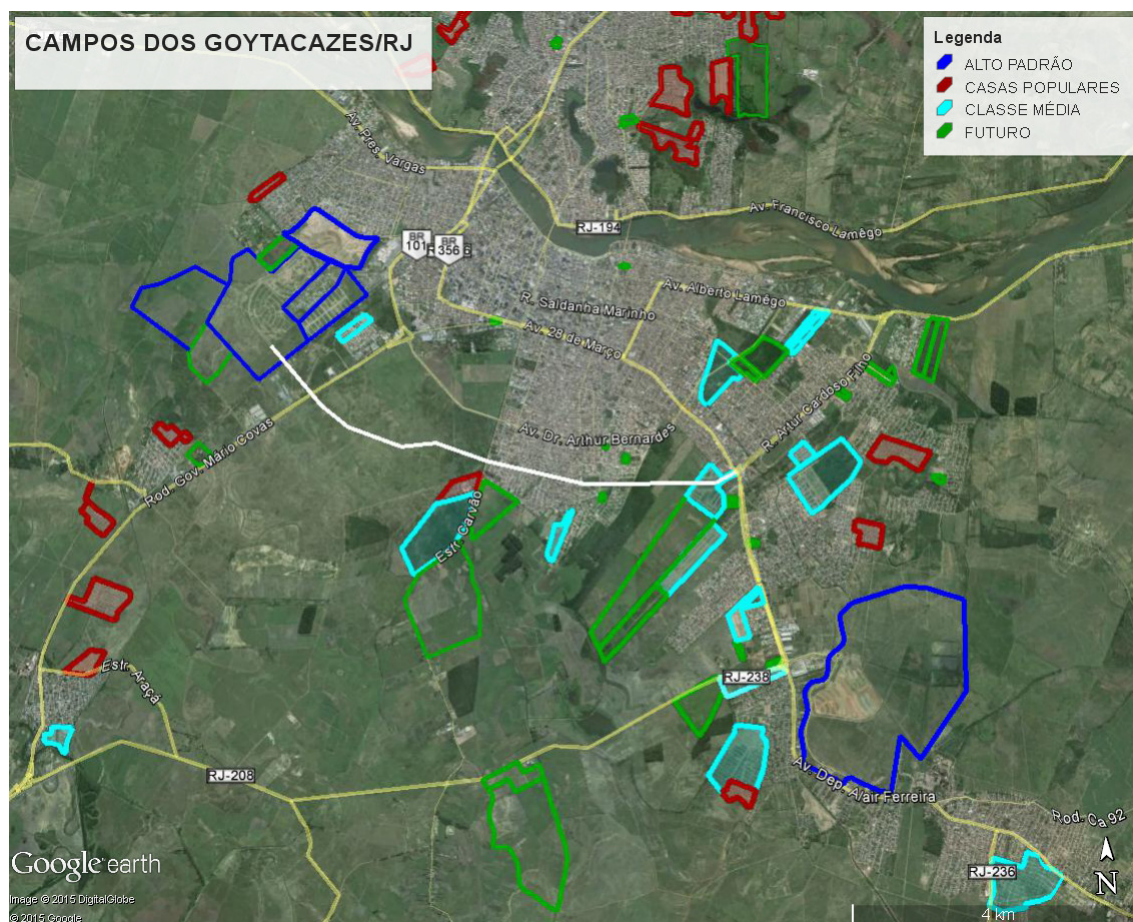 CAMPOS DOS GOYTACAZES/RJ
Legenda
ALTO PADRÃO
CASAS POPULARES
CLASSE MÉDIA
FUTURO
Av. Pres. Vargas
RJ-194
Av. Francisco Lamêgo
BR
101
BR
356
Av. Alberto Lamêgo
R. Saldanha Marinho
Av. 28 de Março
R. Artur Cardoso Filho
Av. Dr. Arthur Bernardes
Rod. Gov. Mário Covas
Estr. Carvão
Estr. Araçá
RJ-238
RJ-208
Av. Dep. Alair Ferreira
Rod. Ca 92
RJ-236
N
4 km
Google earth
Image © 2015 DigitalGlobe
© 2015 Google